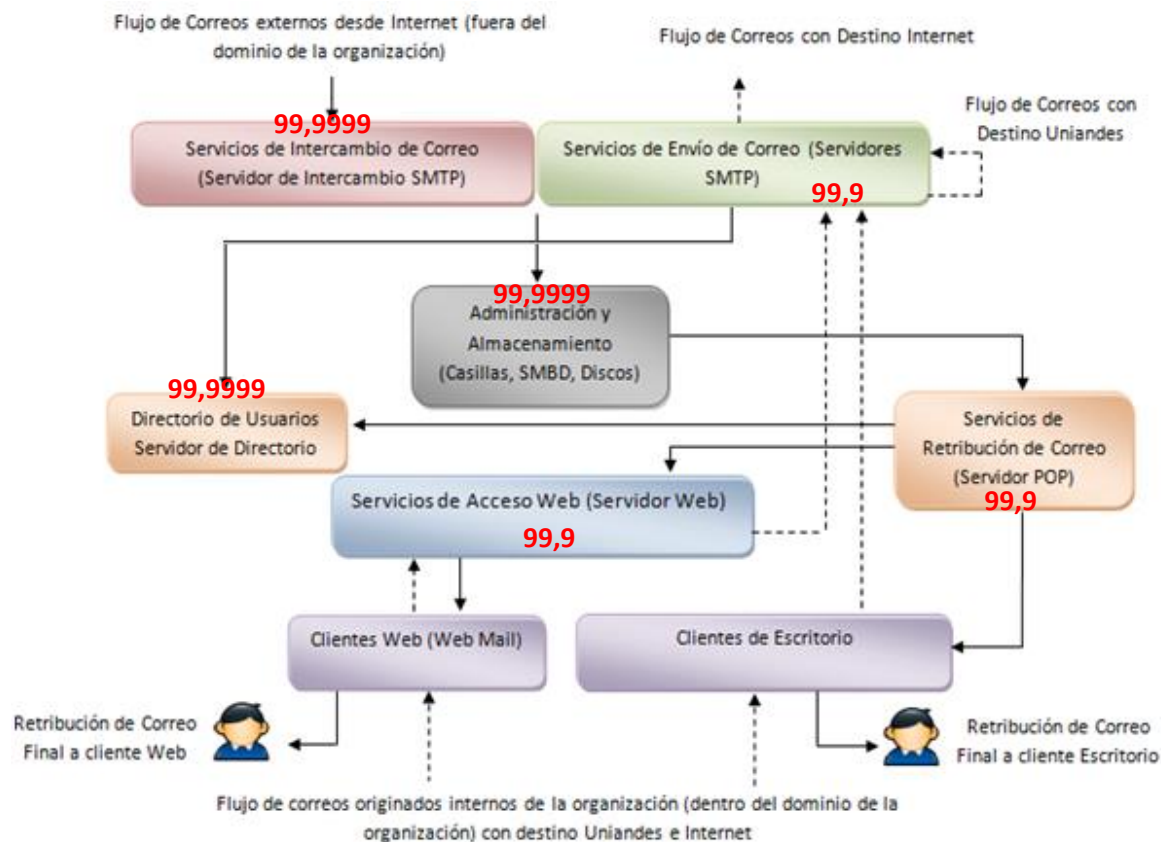 Flujo de Correos externos desde Internet (fuera del
dominio de la organización)
Flujo de Correos con Destino Internet
Flujo de Correos con
Destino Uniandes
99,9999
Servicios de Intercambio de Correo
(Servidor de Intercambio SMTP)
Servicios de Envío de Correo (Servidores
SMTP)
99,9
99,9999
Administración y
Almacenamiento
(Casillas, SMBD, Discos)
99,9999
Directorio de Usuarios
Servidor de Directorio
Servicios de
Retribución de Correo
(Servidor POP)
99,9
Servicios de Acceso Web (Servidor Web)
99,9
Clientes Web (Web Mail)
Clientes de Escritorio
Retribución de Correo
Final a cliente Web
Retribución de Correo
Final a cliente Escritorio
Flujo de correos originados internos de la organización (dentro del dominio de la
organización) con destino Uniandes e Internet